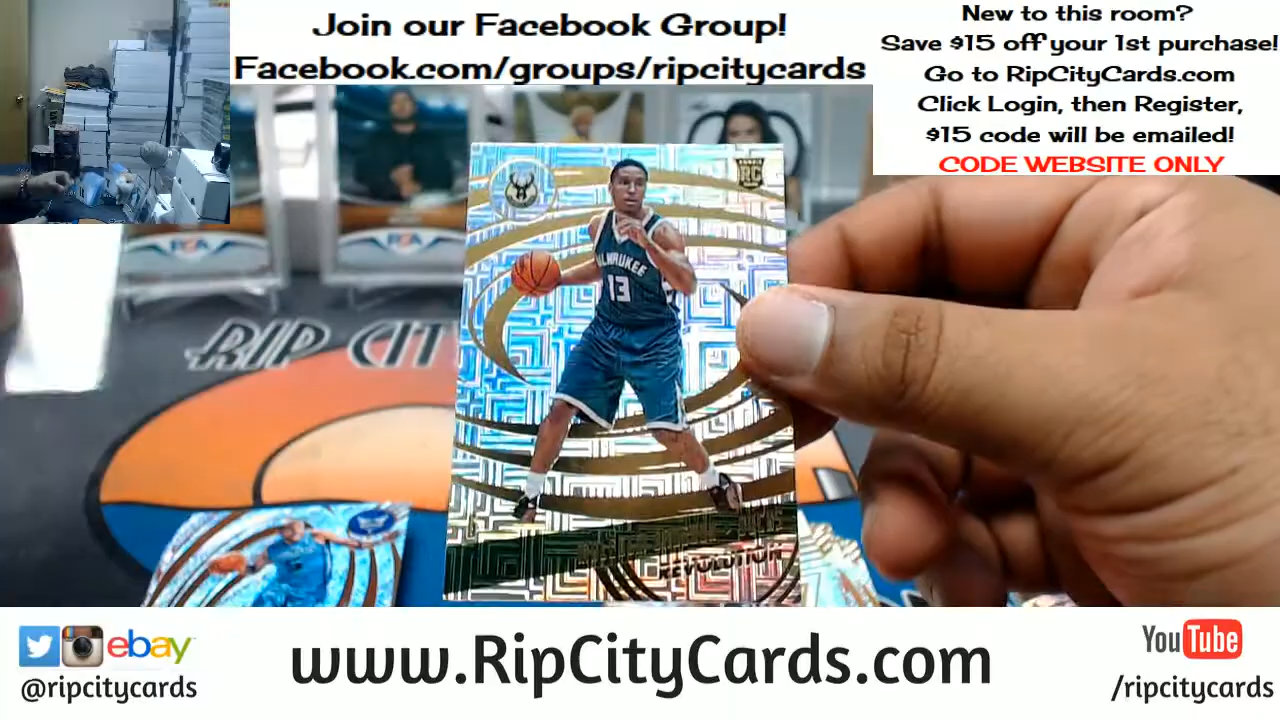 Join our Facebook Group!
Facebook.com/groups/ripcitycards
New to this room?
Save $15 off your 1st purchase!
Go to RipCityCards.com
Click Login, then Register,
$15 code will be emailed!
CODE WEBSITE ONLY
RC
MILWAUKEE
13
RIP CIT
REVOLUTION
ebay
@ripcitycards
www.RipCityCards.com
YouTube
/ripcitycards